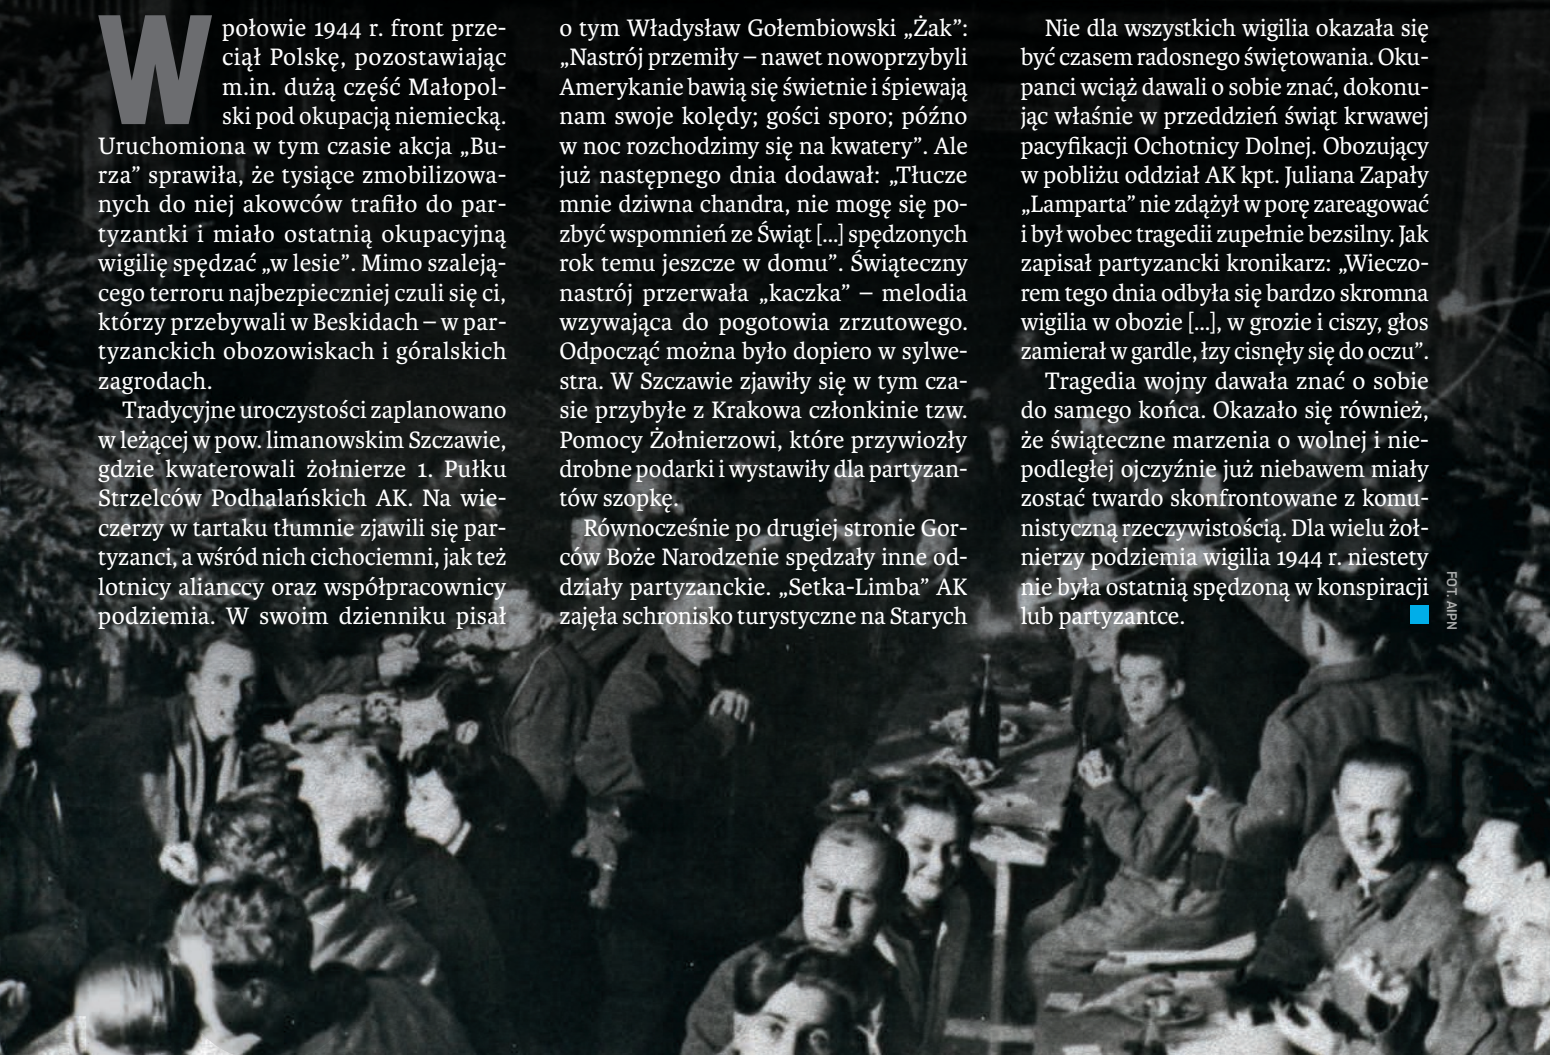 W połowie 1944 r. front prze-
ciął Polskę, pozostawiając
m.in. dużą część Małopol-
ski pod okupacją niemiecką.
Uruchomiona w tym czasie akcja „Bu-
rza” sprawiła, że tysiące zmobilizowa-
nych do niej akowców trafiło do par-
tyzantki i miało ostatnią okupacyjną
wigilię spędzać „w lesie”. Mimo szaleją-
cego terroru najbezpieczniej czuli się ci,
którzy przebywali w Beskidach – w par-
tyzanckich obozowiskach i góralskich
zagrodach.
Tradycyjne uroczystości zaplanowano
w leżącej w pow. limanowskim Szczawie,
gdzie kwaterowali żołnierze 1. Pułku
Strzelców Podhalańskich AK. Na wie-
czerzy w tartaku tłumnie zjawili się par-
tyzanci, a wśród nich cichociemni, jak też
lotnicy alianccy oraz współpracownicy
podziemia. W swoim dzienniku pisał
o tym Władysław Gołembiowski „Żak”:
„Nastrój przemiły – nawet nowoprzybyli
Amerykanie bawią się świetnie i śpiewają
nam swoje kolędy; gości sporo; późno
w noc rozchodzimy się na kwatery”. Ale
już następnego dnia dodawał: „Tłucze
mnie dziwna chandra, nie mogę się po-
zbyć wspomnień ze Świąt [...] spędzonych
rok temu jeszcze w domu”. Świąteczny
nastrój przerwała „kaczka” – melodia
wzywająca do pogotowia zrzutowego.
Odpocząć można było dopiero w sylwe-
stra. W Szczawie zjawiły się w tym cza-
sie przybyłe z Krakowa członkinie tzw.
Pomocy Żołnierzowi, które przywiozły
drobne podarki i wystawiły dla partyzan-
tów szopkę.
Równocześnie po drugiej stronie Gor-
ców Boże Narodzenie spędzały inne od-
działy partyzanckie. „Setka-Limba” AK
zajęła schronisko turystyczne na Starych
Nie dla wszystkich wigilia okazała się
być czasem radosnego świętowania. Oku-
panci wciąż dawali o sobie znać, dokonu-
jąc właśnie w przeddzień świąt krwawej
pacyfikacji Ochotnicy Dolnej. Obozujący
w pobliżu oddział AK kpt. Juliana Zapały
„Lamparta” nie zdążył w porę zareagować
i był wobec tragedii zupełnie bezsilny. Jak
zapisał partyzancki kronikarz: „Wieczo-
rem tego dnia odbyła się bardzo skromna
wigilia w obozie [...], w grozie i ciszy, głos
zamierał w gardle, łzy cisnęły się do oczu”.
Tragedia wojny dawała znać o sobie
do samego końca. Okazało się również,
że świąteczne marzenia o wolnej i nie-
podległej ojczyźnie już niebawem miały
zostać twardo skonfrontowane z komu-
nistyczną rzeczywistością. Dla wielu żoł-
nierzy podziemia wigilia 1944 r. niestety
nie była ostatnią spędzoną w konspiracji
lub partyzantce.
FOT. AIPN